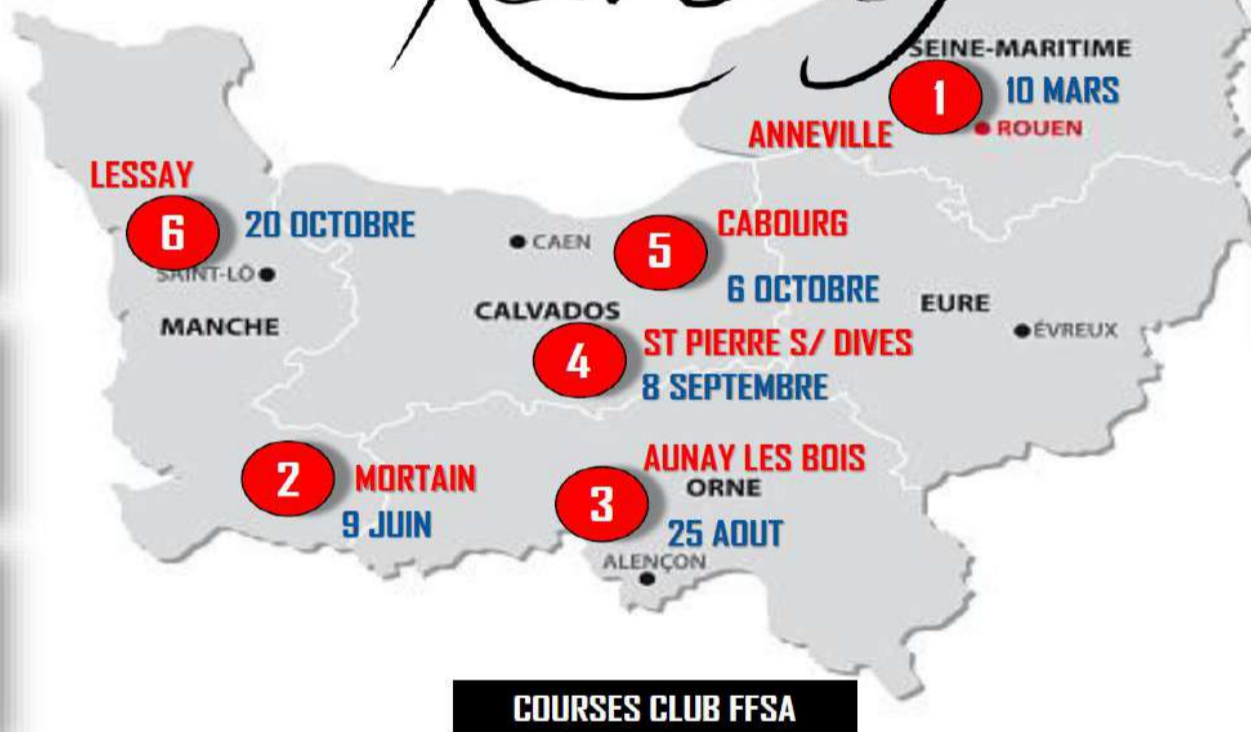 SEINE-MARITIME
1
10 MARS
ANNEVILLE
ROUEN
LESSAY
6
20 OCTOBRE
SAINT-LÔ
MANCHE
CAEN
5
CABOURG
6 OCTOBRE
CALVADOS
EURE
ÉVREUX
4
ST PIERRE S/ DIVES
8 SEPTEMBRE
2
MORTAIN
9 JUIN
3
AUNAY LES BOIS
ORNE
25 AOUT
ALENÇON
COURSES CLUB FFSA